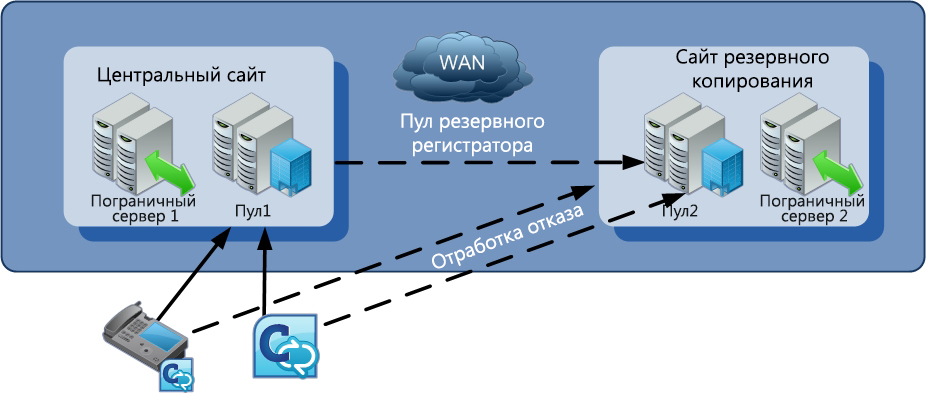 Центральный сайт
WAN
Сайт резервного
копирования
Пул резервного
регистратора
Пограничный
сервер 1
Пул1
Пул2
Пограничный
сервер 2
Отработка отказа